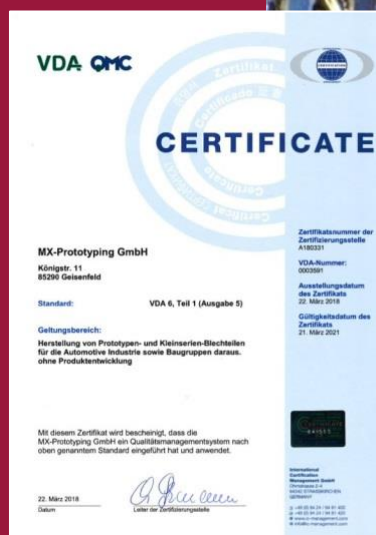 VDA QMC
CERTIFICATE
MX-Prototyping GmbH
Königstr. 11
85290 Geisenfeld
Standard: VDA 6, Teil 1 (Ausgabe 5)
Geltungsbereich:
Herstellung von Prototypen- und Kleinserien-Blechteilen
für die Automotive Industrie sowie Baugruppen daraus.
ohne Produktentwicklung
Mit diesem Zertifikat wird bescheinigt, dass die
MX-Prototyping GmbH ein Qualitätsmanagementsystem nach
oben genanntem Standard eingeführt hat und anwendet.
22. März 2018
Datum
Leiter der Zertifizierungsstelle
Zertifikatsnummer der
Zertifizierungsstelle
A180331
VDA-Nummer:
0003591
Ausstellungsdatum
des Zertifikats
22. März 2018
Gültigkeitsdatum des
Zertifikats
21. März 2021
International
Certification
Management GmbH
GERMANY